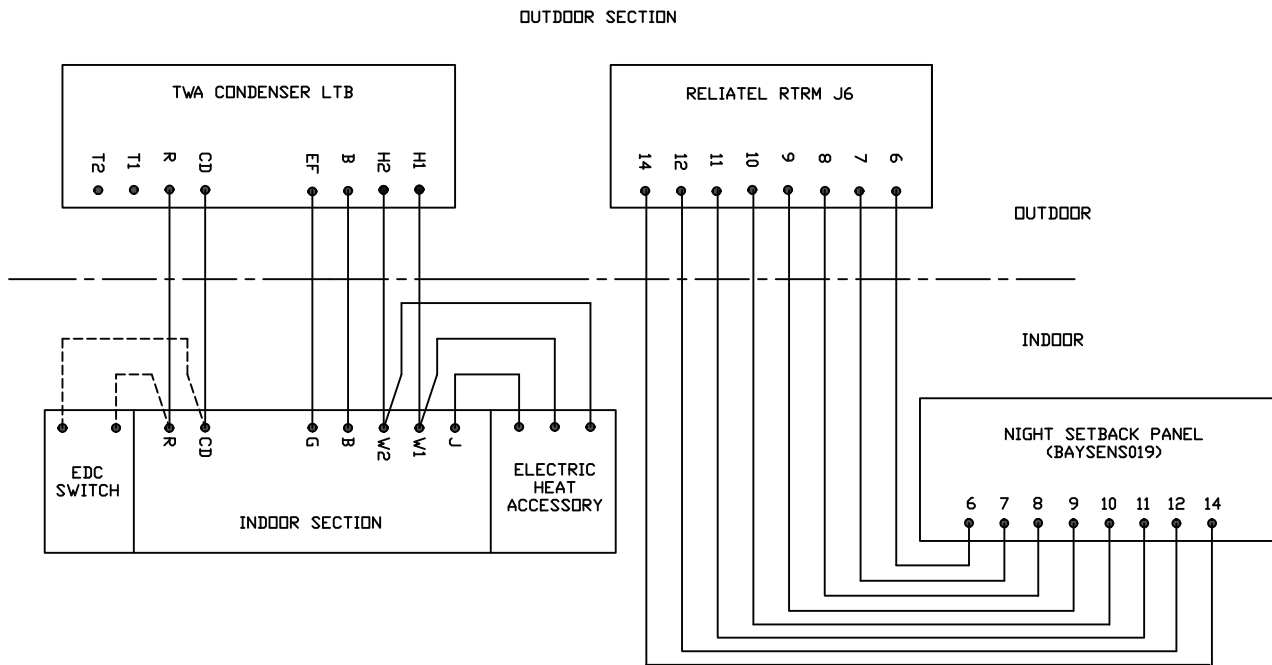 OUTDOOR SECTION
TWA CONDENSER LTB
T2 T1 R CD EF B H2 H1
RELIATEL RTRM J6
14 12 11 10 9 8 7 6
OUTDOOR
INDOOR
R CD G B W2 W1 J
EDC
SWITCH
INDOOR SECTION
ELECTRIC
HEAT
ACCESSORY
NIGHT SETBACK PANEL
(BAYSENS019)
6 7 8 9 10 11 12 14